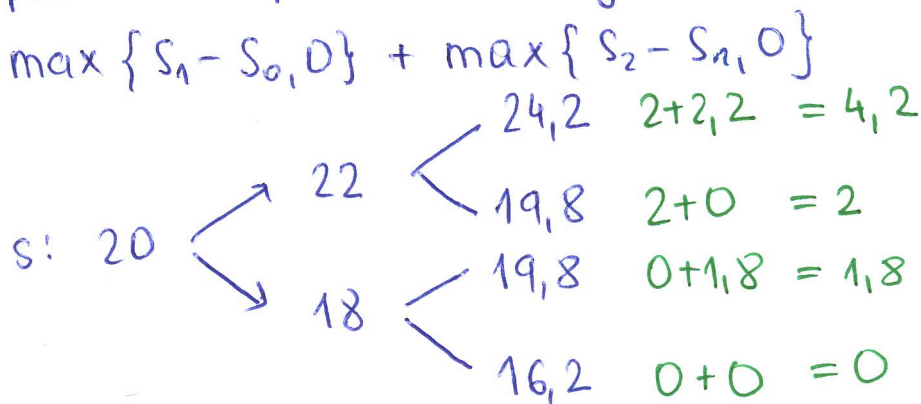 max {S₁ - S₀, 0} + max { S₂ - S₁, 0}
24,2 2+2,2 = 4,2
22
19,8 2+0 = 2
s: 20
19,8 0+1,8 = 1,8
18
16,2 0+0 = 0